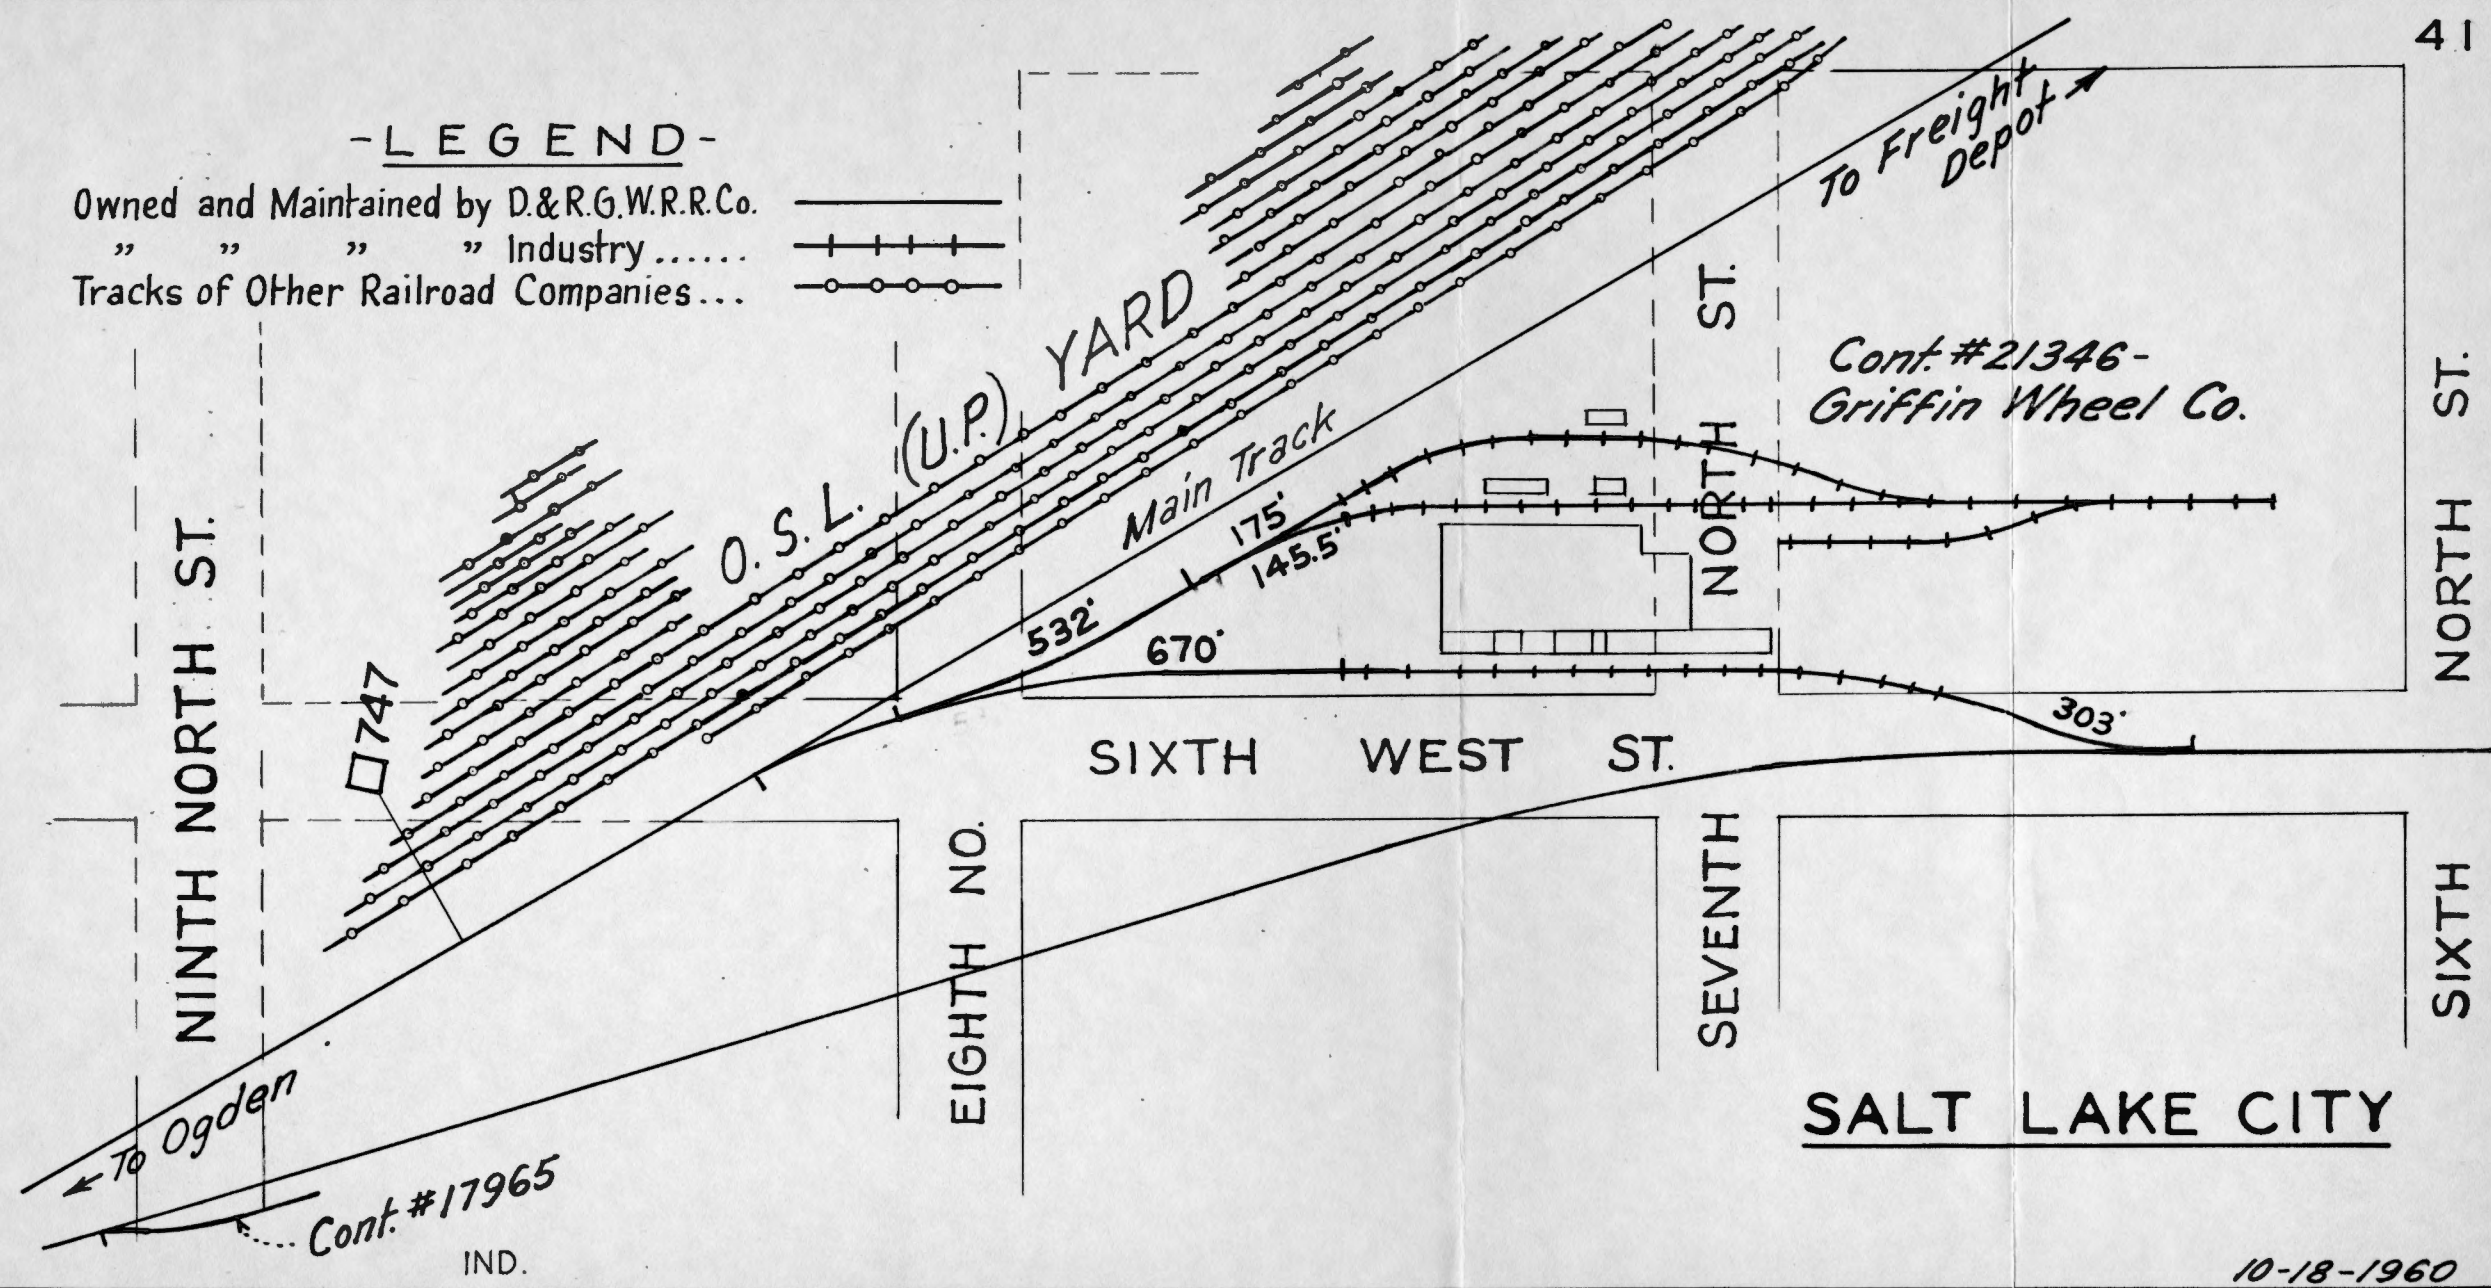 41
-LEGEND-
Owned and Maintained by D.&R.G.W.R.R.Co.
" " " " Industry......
Tracks of Other Railroad Companies...
To Freight
Depot
O.S.L. (U.P.) YARD
Main Track
Cont. #21346-
Griffin Wheel Co.
175'
145.5'
532'
670'
303'
747
NINTH NORTH ST.
EIGHTH NO.
SEVENTH NORTH ST.
SIXTH NORTH ST.
SIXTH WEST ST.
To Ogden
Cont. #17965
IND.
SALT LAKE CITY
10-18-1960